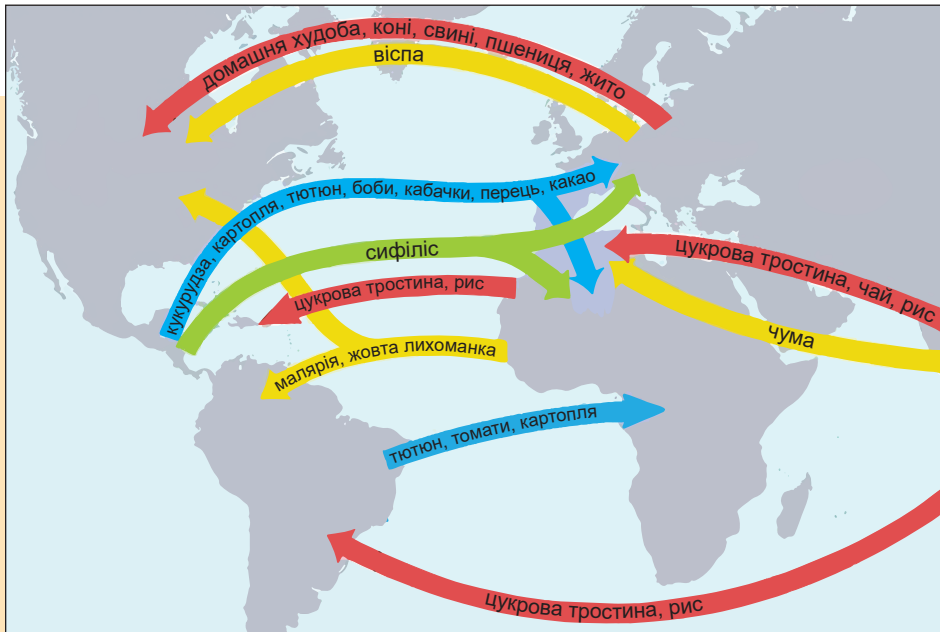 домашня худоба, коні, свині, пшениця, жито
віспа
кукурудза, картопля, тютюн, боби, кабачки, перець, какао
сифіліс
цукрова тростина, чай, рис
цукрова тростина, рис
чума
малярія, жовта лихоманка
тютюн, томати, картопля
цукрова тростина, рис